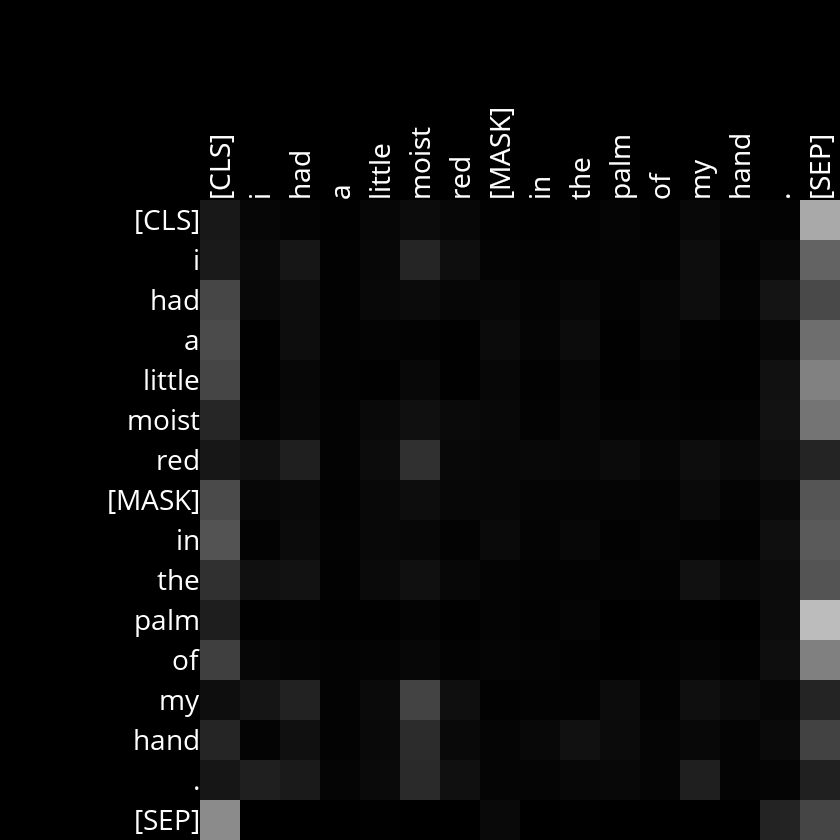 [CLS] i had a little moist red [MASK] in the palm of my hand . [SEP]
[CLS]
i
had
a
little
moist
red
[MASK]
in
the
palm
of
my
hand
.
[SEP]